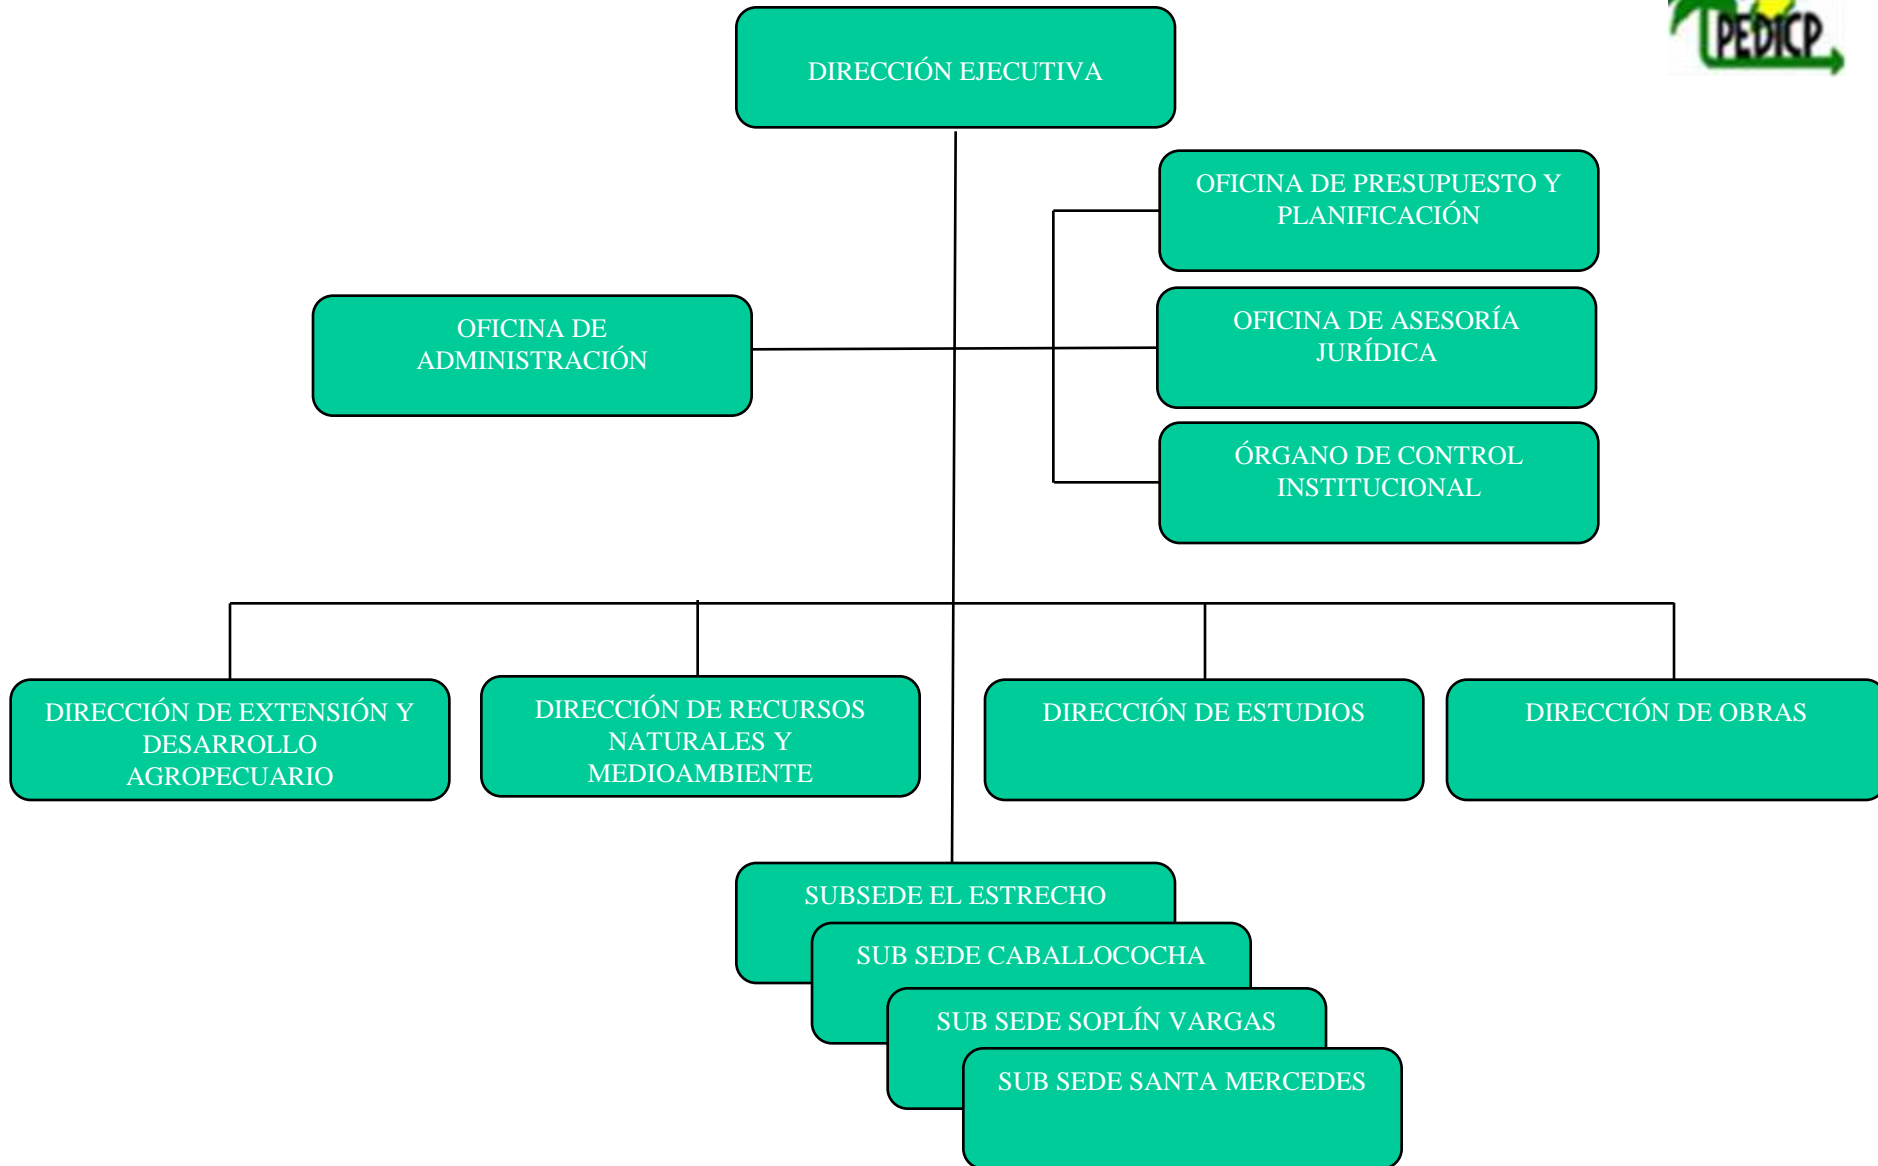 PEDICP
DIRECCIÓN EJECUTIVA
OFICINA DE PRESUPUESTO Y
PLANIFICACIÓN
OFICINA DE
ADMINISTRACIÓN
OFICINA DE ASESORÍA
JURÍDICA
ÓRGANO DE CONTROL
INSTITUCIONAL
DIRECCIÓN DE EXTENSIÓN Y
DESARROLLO
AGROPECUARIO
DIRECCIÓN DE RECURSOS
NATURALES Y
MEDIOAMBIENTE
DIRECCIÓN DE ESTUDIOS
DIRECCIÓN DE OBRAS
SUBSEDE EL ESTRECHO
SUB SEDE CABALLOCOCHA
SUB SEDE SOPLÍN VARGAS
SUB SEDE SANTA MERCEDES